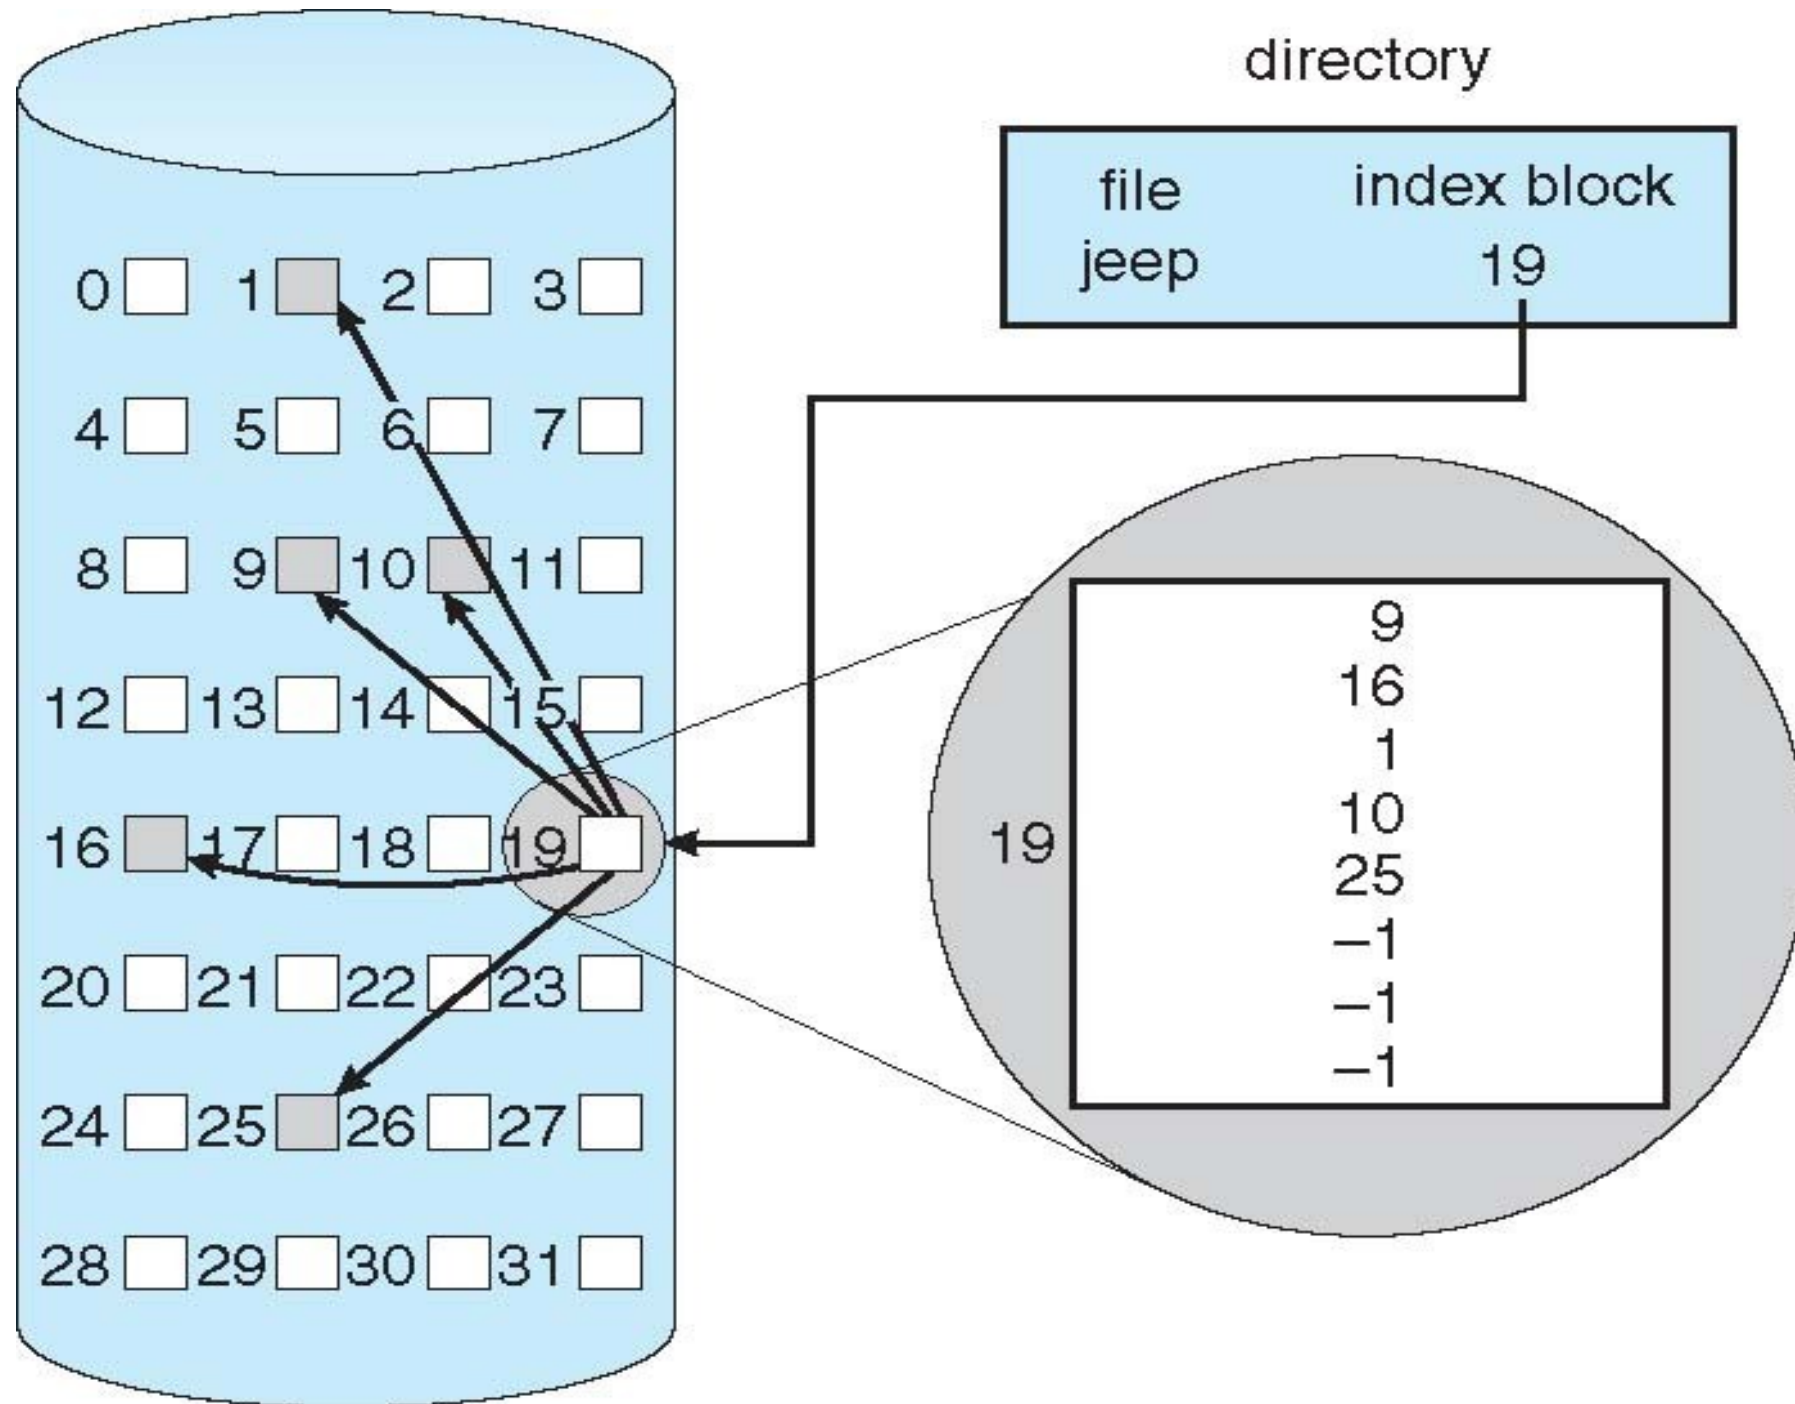 directory
file index block
jeep 19
0 1 2 3
4 5 6 7
8 9 10 11
12 13 14 15
16 17 18 19
20 21 22 23
24 25 26 27
28 29 30 31
19
9
16
1
10
25
–1
–1
–1